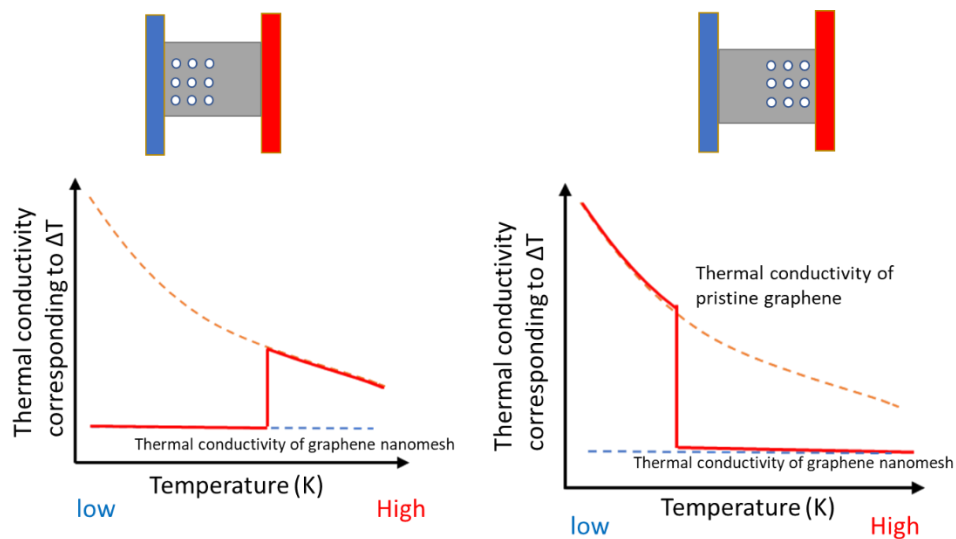 Thermal conductivity
corresponding to ΔT
Thermal conductivity of graphene nanomesh
Temperature (K)
low
High
Thermal conductivity
corresponding to ΔT
Thermal conductivity of
pristine graphene
Thermal conductivity of graphene nanomesh
Temperature (K)
low
High